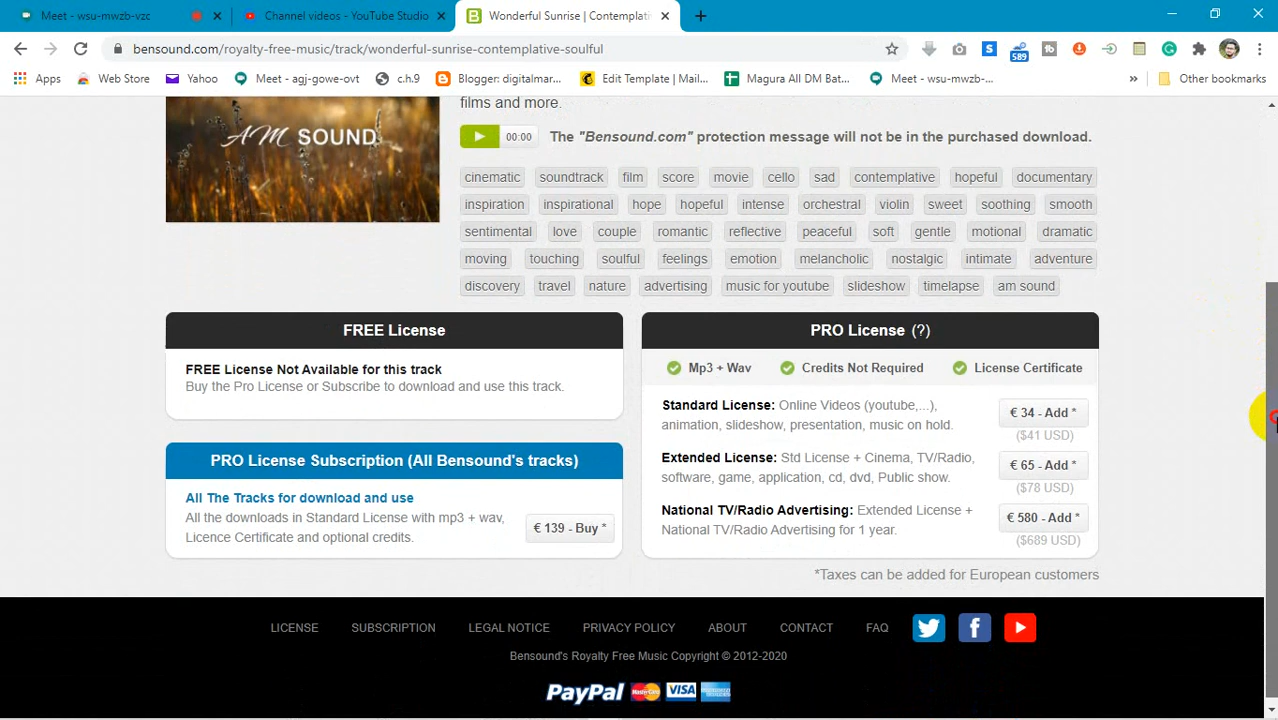 Meet - wsu-mwzb-vzc
Channel videos - YouTube Studio
Wonderful Sunrise | Contemplati
bensound.com/royalty-free-music/track/wonderful-sunrise-contemplative-soulful
589
Apps Web Store Yahoo Meet - agj-gowe-ovt c.h.9 Blogger: digitalmar... Edit Template | Mail... Magura All DM Bat... Meet - wsu-mwzb-... » Other bookmarks
films and more.
AM SOUND
00:00 The "Bensound.com" protection message will not be in the purchased download.
cinematic soundtrack film score movie cello sad contemplative hopeful documentary
inspiration inspirational hope hopeful intense orchestral violin sweet soothing smooth
sentimental love couple romantic reflective peaceful soft gentle motional dramatic
moving touching soulful feelings emotion melancholic nostalgic intimate adventure
discovery travel nature advertising music for youtube slideshow timelapse am sound
FREE License
FREE License Not Available for this track
Buy the Pro License or Subscribe to download and use this track.
PRO License Subscription (All Bensound's tracks)
All The Tracks for download and use
All the downloads in Standard License with mp3 + wav,
Licence Certificate and optional credits.
€ 139 - Buy *
PRO License (?)
Mp3 + Wav Credits Not Required License Certificate
Standard License: Online Videos (youtube,...),
animation, slideshow, presentation, music on hold.
€ 34 - Add *
($41 USD)
Extended License: Std License + Cinema, TV/Radio,
software, game, application, cd, dvd, Public show.
€ 65 - Add *
($78 USD)
National TV/Radio Advertising: Extended License +
National TV/Radio Advertising for 1 year.
€ 580 - Add *
($689 USD)
*Taxes can be added for European customers
LICENSE SUBSCRIPTION LEGAL NOTICE PRIVACY POLICY ABOUT CONTACT FAQ
Bensound's Royalty Free Music Copyright © 2012-2020
PayPal MasterCard VISA